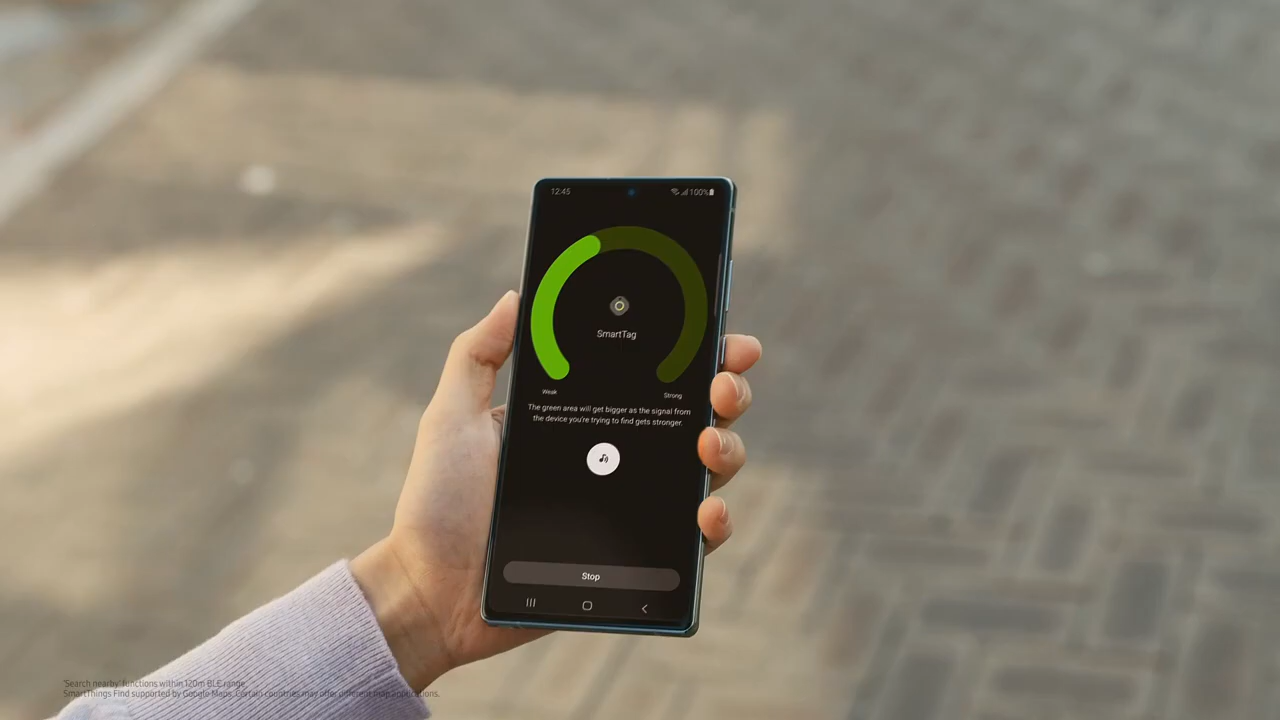 12:45 100%
SmartTag
Weak Strong
The green area will get bigger as the signal from
the device you're trying to find gets stronger.
Stop
'Search nearby' functions within 120m BLE range.
SmartThings Find supported by Google Maps. Certain countries may offer different map applications.